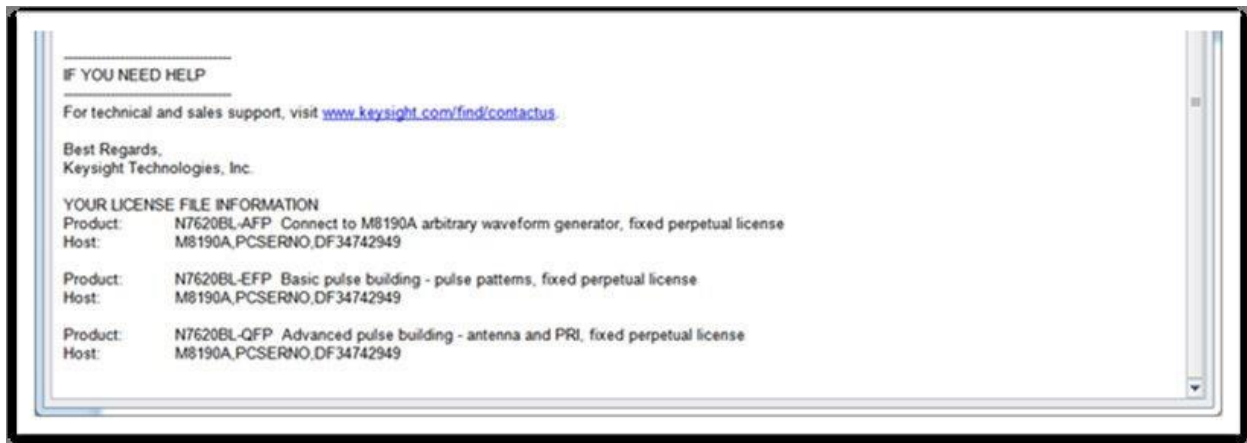 IF YOU NEED HELP
For technical and sales support, visit www.keysight.com/find/contactus.
Best Regards,
Keysight Technologies, Inc.
YOUR LICENSE FILE INFORMATION
Product: N7620BL-AFP Connect to M8190A arbitrary waveform generator, fixed perpetual license
Host: M8190A,PCSERNO,DF34742949
Product: N7620BL-EFP Basic pulse building - pulse patterns, fixed perpetual license
Host: M8190A,PCSERNO,DF34742949
Product: N7620BL-QFP Advanced pulse building - antenna and PRI, fixed perpetual license
Host: M8190A,PCSERNO,DF34742949